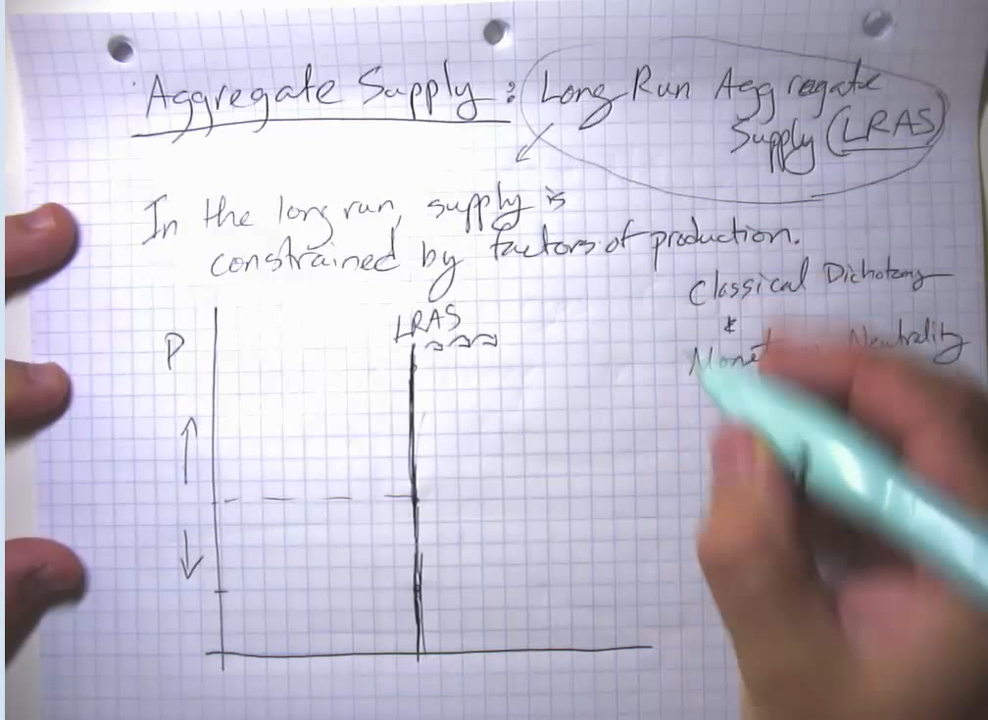 Aggregate Supply: Long Run Aggregate
Supply (LRAS)
In the long run, supply is
constrained by factors of production.
Classical Dichotomy
&
Neutrality
LRAS
P